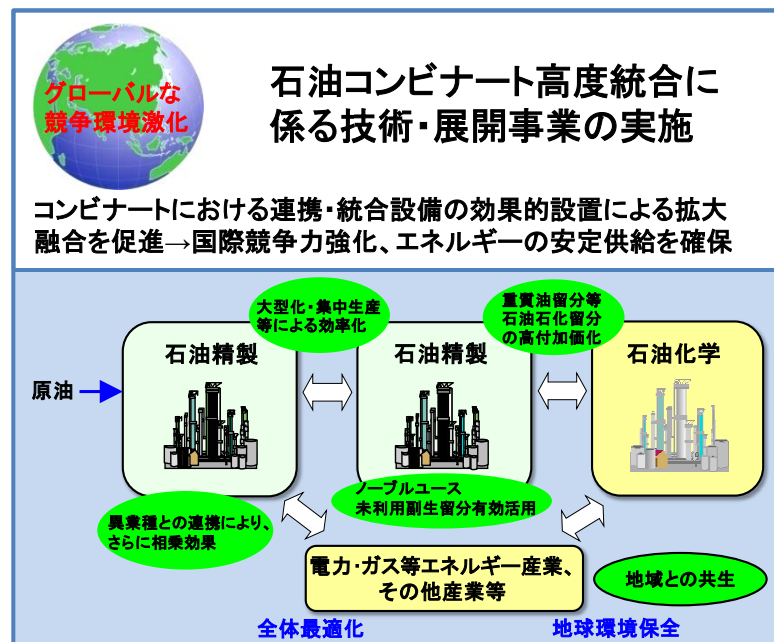 グローバルな
競争環境激化
石油コンビナート高度統合に
係る技術・展開事業の実施
コンビナートにおける連携・統合設備の効果的設置による拡大
融合を促進→国際競争力強化、エネルギーの安定供給を確保
大型化・集中生産
等による効率化
重質油留分等
石油石化留分
の高付加価化
石油精製
石油精製
石油化学
原油
ノーブルユース
未利用副生留分有効活用
異業種との連携により、
さらに相乗効果
電力・ガス等エネルギー産業、
その他産業等
地域との共生
全体最適化
地球環境保全